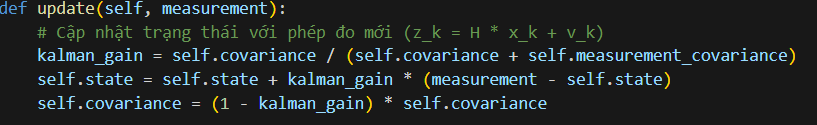 def update(self, measurement):
    # Cập nhật trạng thái với phép đo mới (z_k = H * x_k + v_k)
    kalman_gain = self.covariance / (self.covariance + self.measurement_covariance)
    self.state = self.state + kalman_gain * (measurement - self.state)
    self.covariance = (1 - kalman_gain) * self.covariance